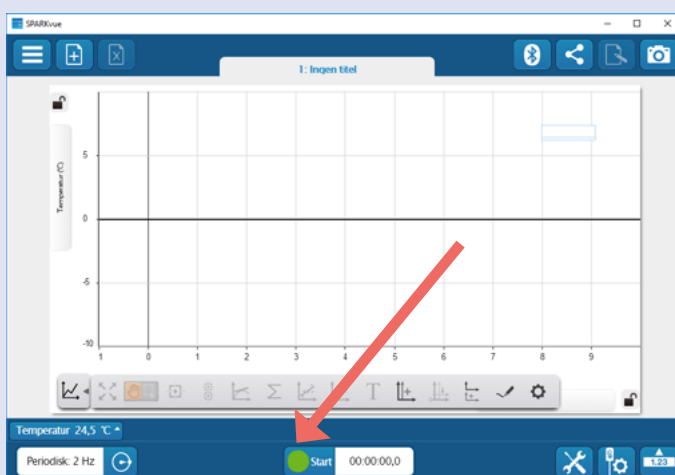 SPARKvue
1: Ingen titel
Temperatur (°C)
5
0
-5
-10
1 0 1 2 3 4 5 6 7 8 9
T
Temperatur 24,5 °C
Periodisk: 2 Hz
Start
00:00:00,0
1.23